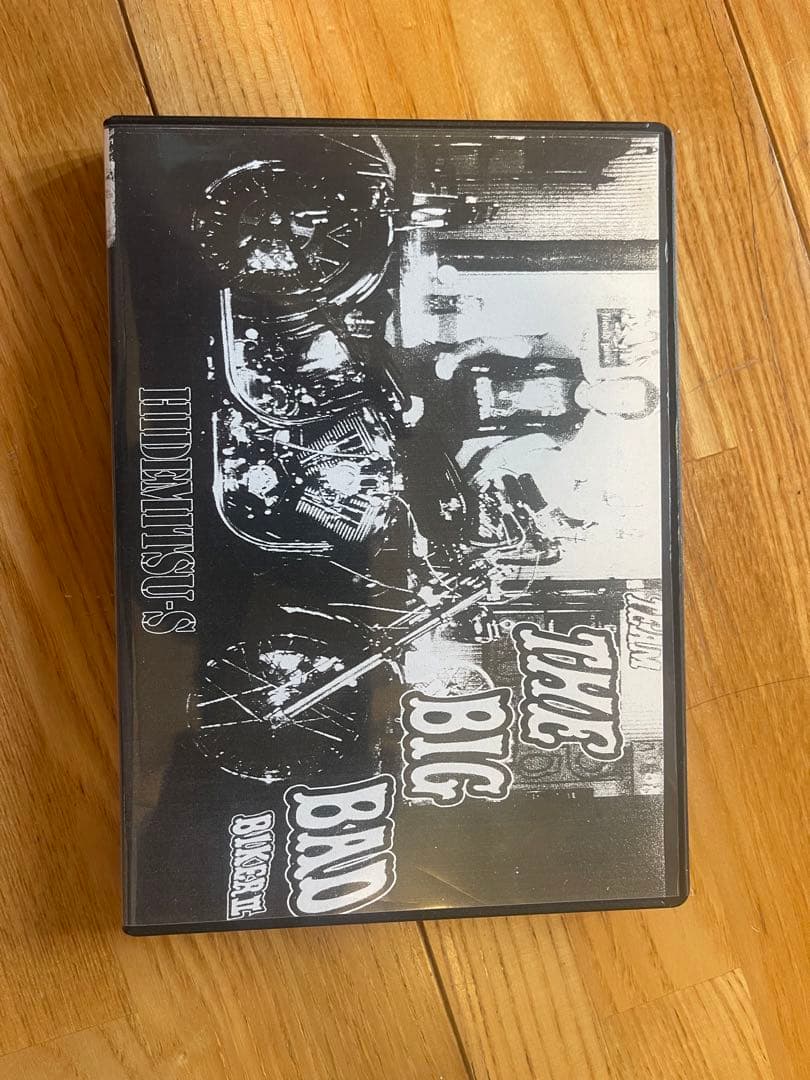 TEAM
THE
BIG
BAD
BIKER II
HIDEMITSU-S